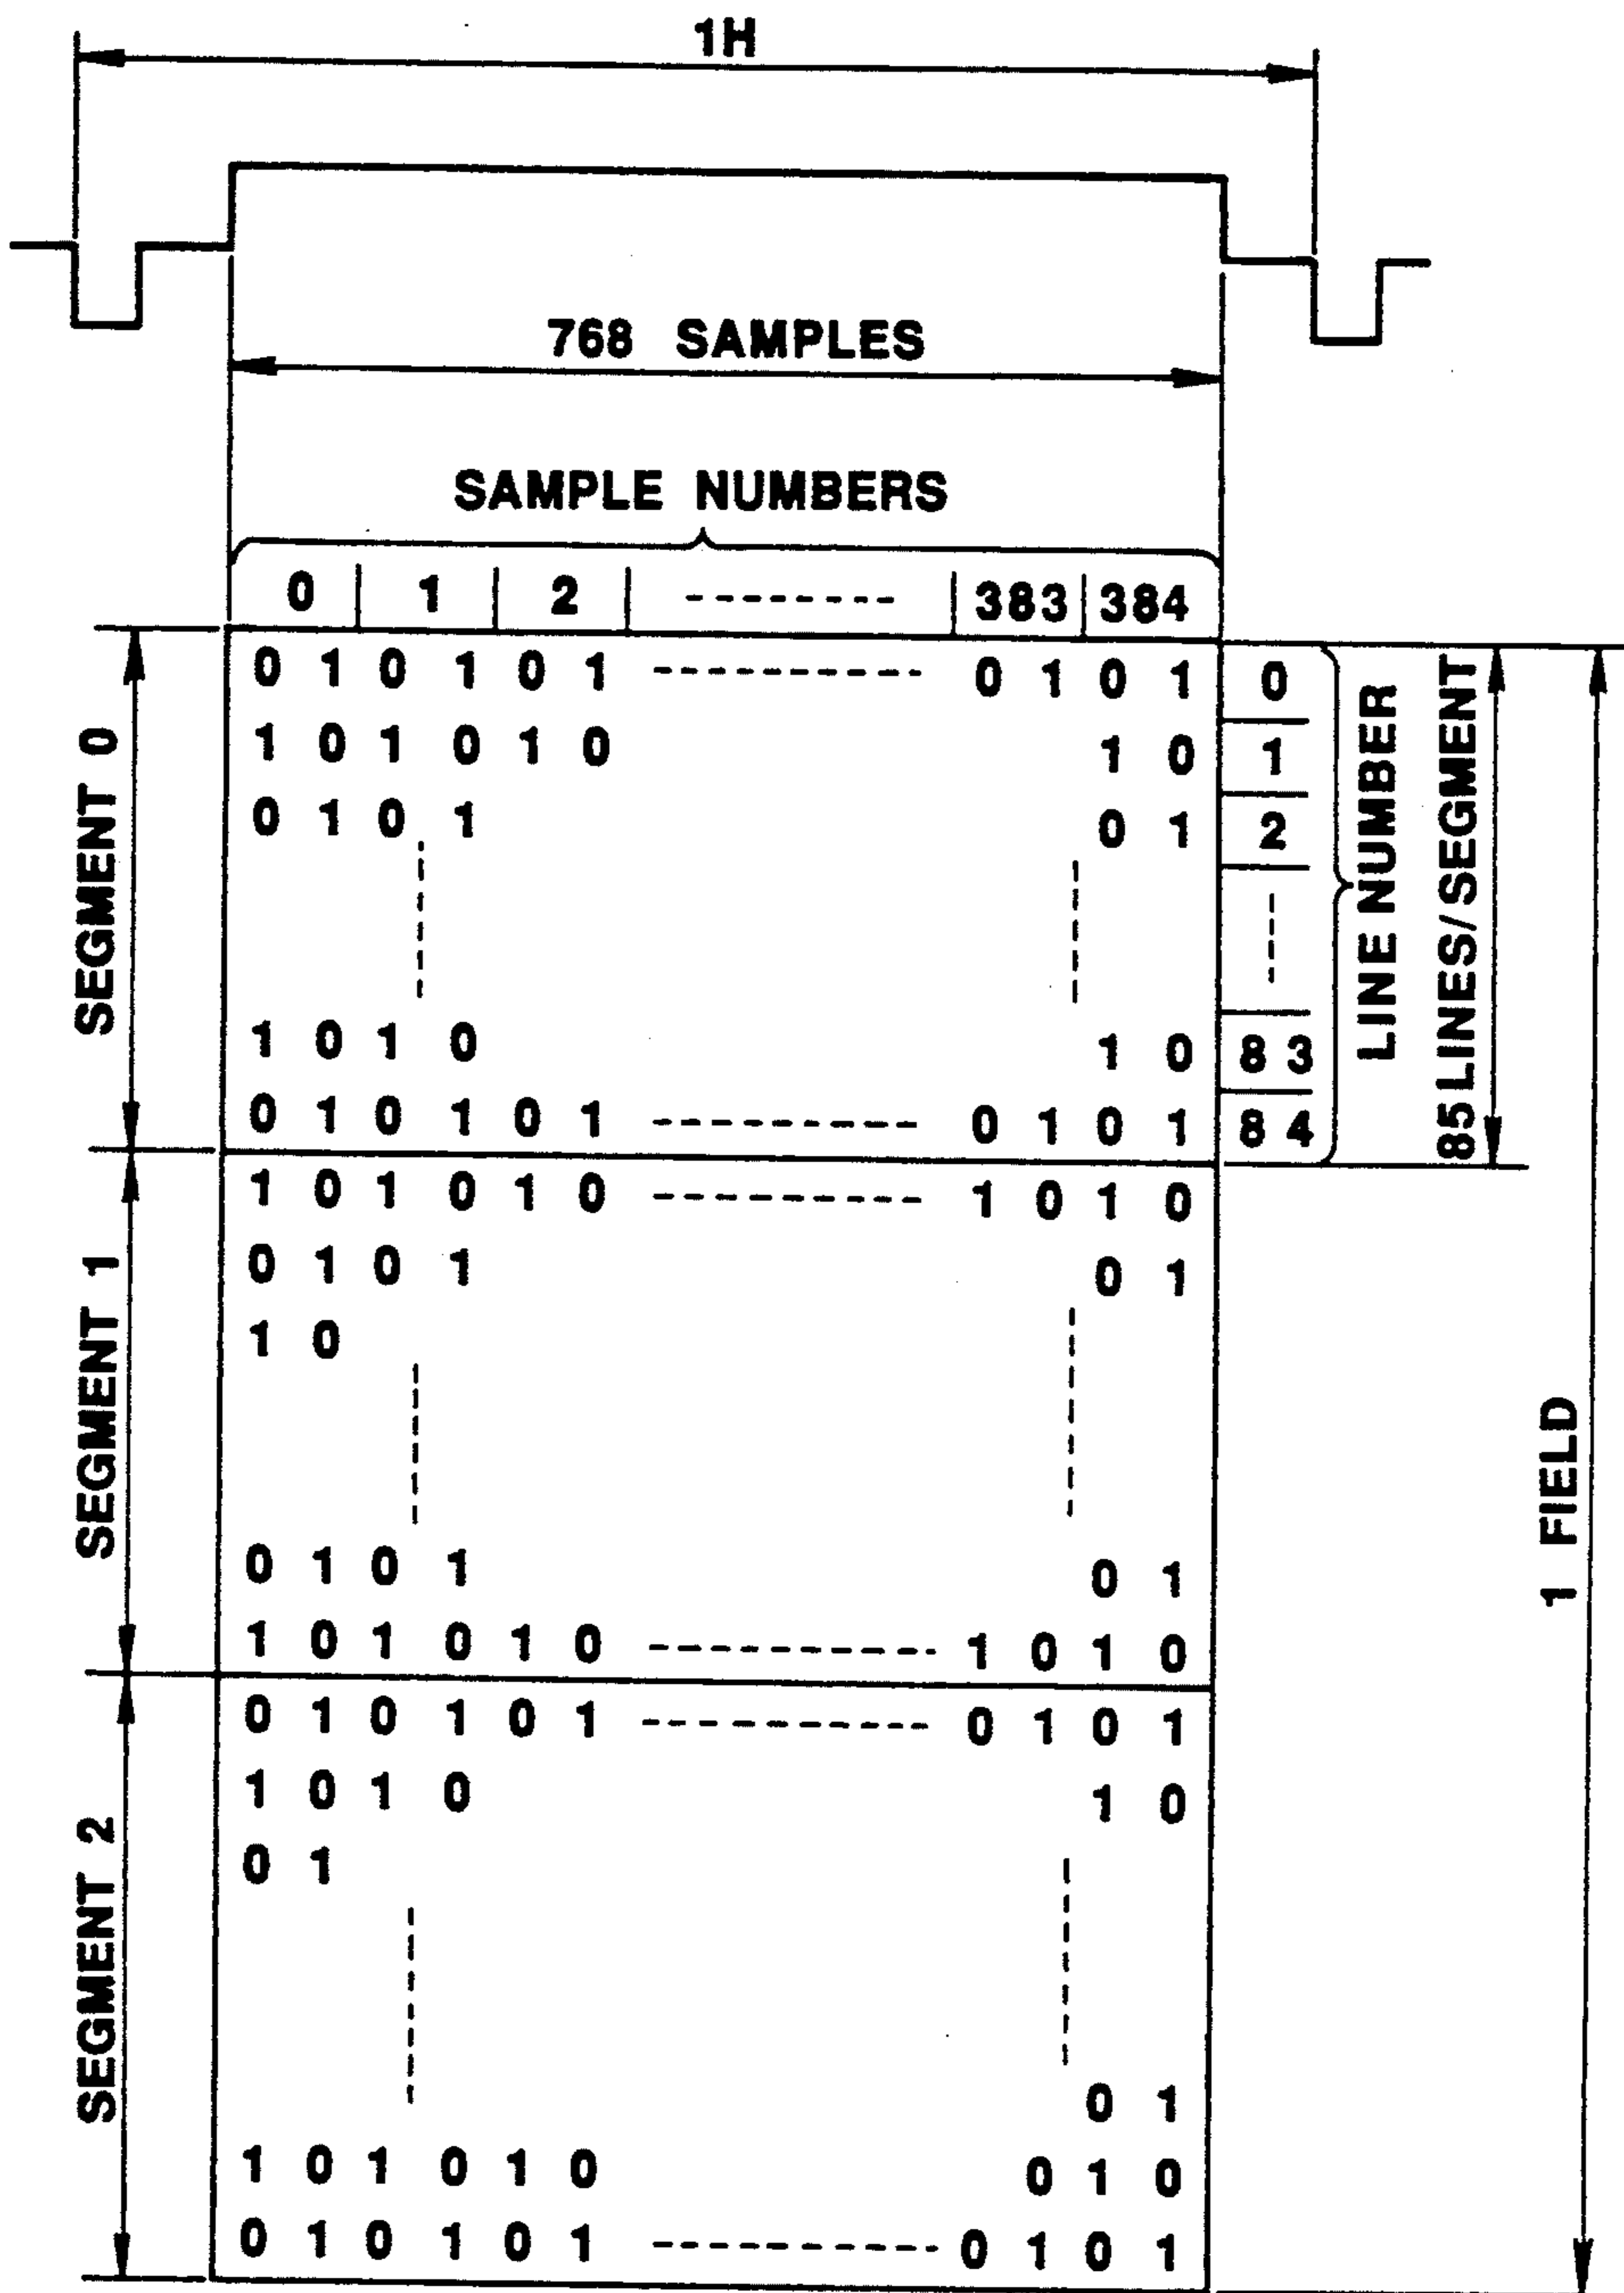 1H
768 SAMPLES
SAMPLE NUMBERS
0 1 2 -------- 383 384
SEGMENT 0
0 1 0 1 0 1 ---------- 0 1 0 1 0
1 0 1 0 1 0 1 0 1
0 1 0 1 0 1 2
1 0 1 0 1 0 8 3
0 1 0 1 0 1 ---------- 0 1 0 1 8 4
LINE NUMBER
85 LINES/SEGMENT
SEGMENT 1
1 0 1 0 1 0 ---------- 1 0 1 0
0 1 0 1 0 1
1 0
0 1 0 1 0 1
1 0 1 0 1 0 ---------- 1 0 1 0
1 FIELD
SEGMENT 2
0 1 0 1 0 1 ---------- 0 1 0 1
1 0 1 0 1 0
0 1
0 1
1 0 1 0 1 0 0 1 0
0 1 0 1 0 1 ---------- 0 1 0 1